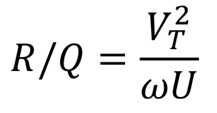 R/Q = V_T^2 / ωU